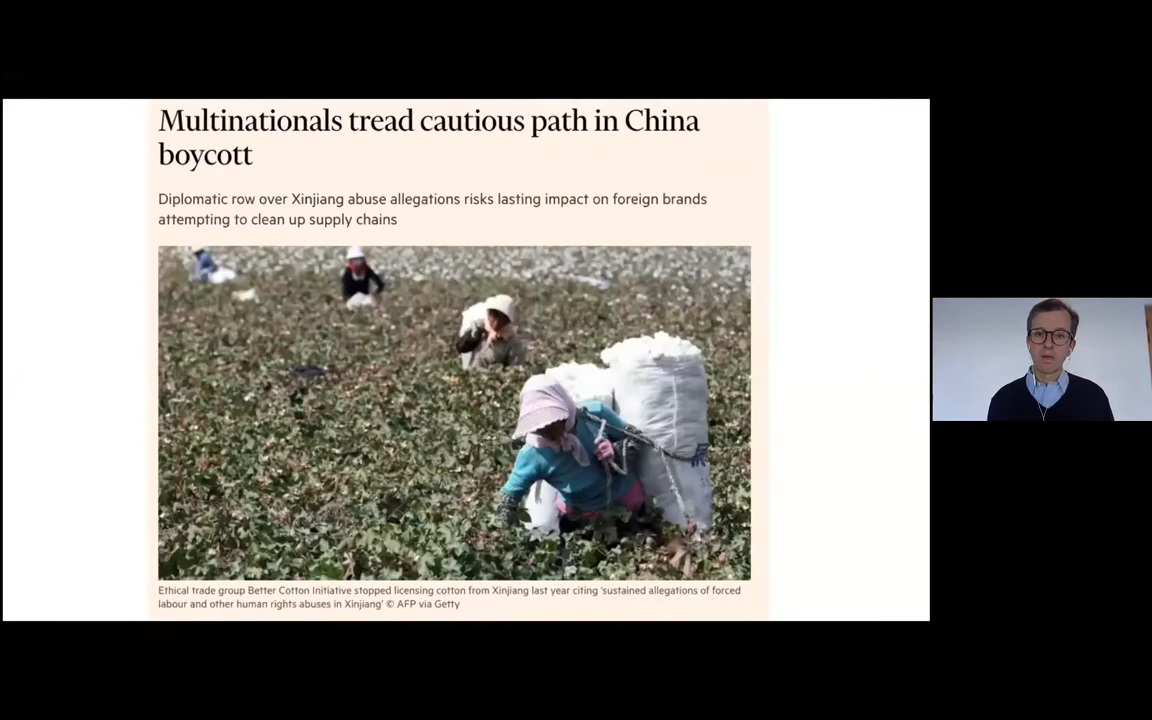 Multinationals tread cautious path in China
boycott
Diplomatic row over Xinjiang abuse allegations risks lasting impact on foreign brands
attempting to clean up supply chains
Ethical trade group Better Cotton Initiative stopped licensing cotton from Xinjiang last year citing 'sustained allegations of forced
labour and other human rights abuses in Xinjiang' © AFP via Getty